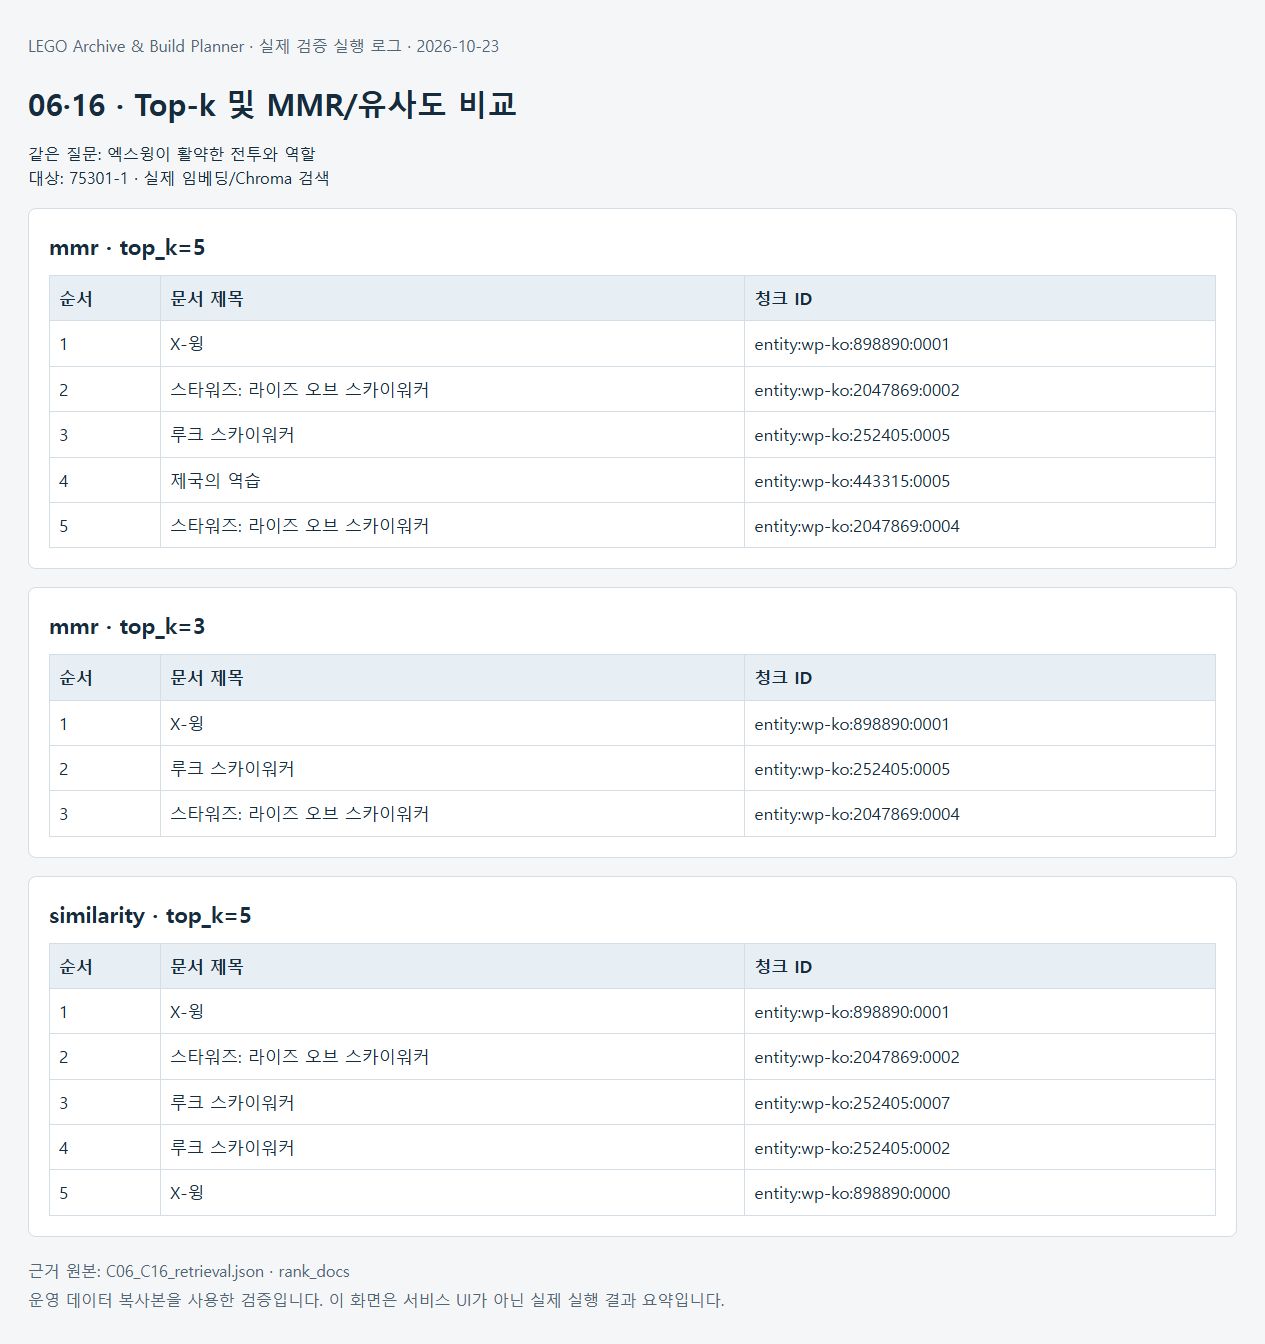 LEGO Archive & Build Planner · 실제 검증 실행 로그 · 2026-10-23
06·16 · Top-k 및 MMR/유사도 비교
같은 질문: 엑스윙이 활약한 전투와 역할
대상: 75301-1 · 실제 임베딩/Chroma 검색
mmr · top_k=5
순서 문서 제목 청크 ID
1 X-윙 entity:wp-ko:898890:0001
2 스타워즈: 라이즈 오브 스카이워커 entity:wp-ko:2047869:0002
3 루크 스카이워커 entity:wp-ko:252405:0005
4 제국의 역습 entity:wp-ko:443315:0005
5 스타워즈: 라이즈 오브 스카이워커 entity:wp-ko:2047869:0004
mmr · top_k=3
순서 문서 제목 청크 ID
1 X-윙 entity:wp-ko:898890:0001
2 루크 스카이워커 entity:wp-ko:252405:0005
3 스타워즈: 라이즈 오브 스카이워커 entity:wp-ko:2047869:0004
similarity · top_k=5
순서 문서 제목 청크 ID
1 X-윙 entity:wp-ko:898890:0001
2 스타워즈: 라이즈 오브 스카이워커 entity:wp-ko:2047869:0002
3 루크 스카이워커 entity:wp-ko:252405:0007
4 루크 스카이워커 entity:wp-ko:252405:0002
5 X-윙 entity:wp-ko:898890:0000
근거 원본: C06_C16_retrieval.json · rank_docs
운영 데이터 복사본을 사용한 검증입니다. 이 화면은 서비스 UI가 아닌 실제 실행 결과 요약입니다.